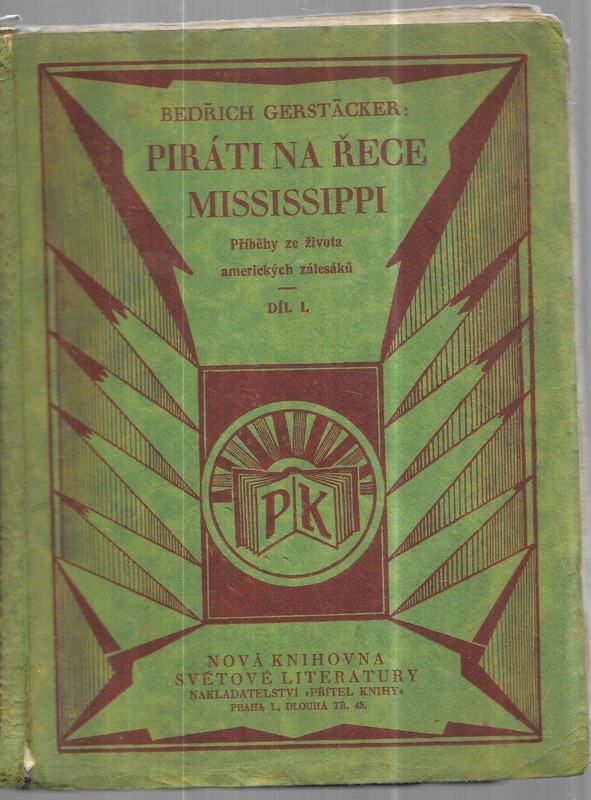 BEDŘICH GERSTÄCKER:
PIRÁTI NA ŘECE
MISSISSIPPI
Příběhy ze života
amerických zálesáků
DÍL I.
PK
NOVÁ KNIHOVNA
SVĚTOVÉ LITERATURY
NAKLADATELSTVÍ »PŘÍTEL KNIHY«
PRAHA I., DLOUHÁ TŘ. 45.